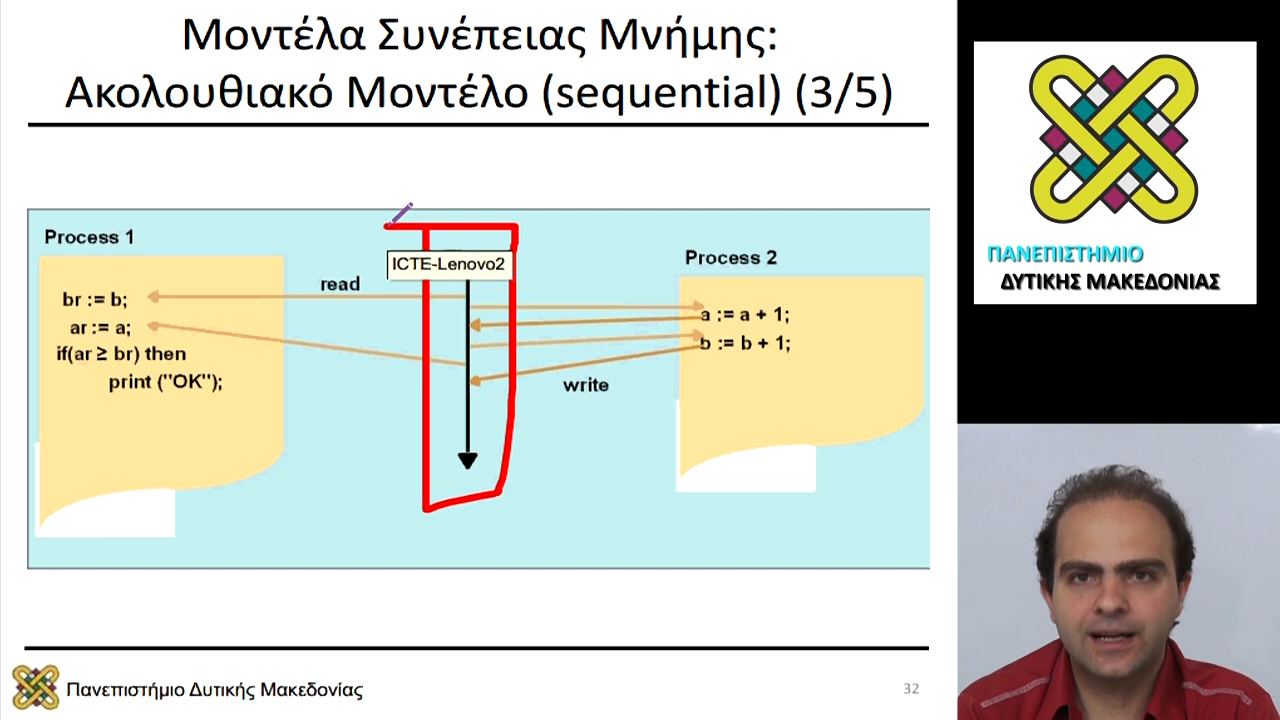 Μοντέλα Συνέπειας Μνήμης:
Ακολουθιακό Μοντέλο (sequential) (3/5)
Process 1
br := b;
ar := a;
if(ar ≥ br) then
print ("OK");
read
ICTE-Lenovo2
write
Process 2
a := a + 1;
b := b + 1;
Πανεπιστήμιο Δυτικής Μακεδονίας
32
ΠΑΝΕΠΙΣΤΗΜΙΟ
ΔΥΤΙΚΗΣ ΜΑΚΕΔΟΝΙΑΣ